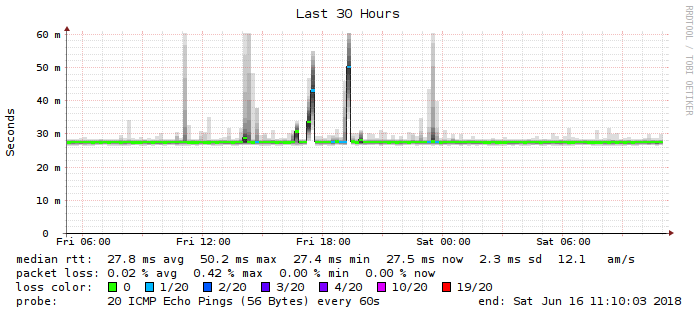 Last 30 Hours
RRDTOOL / TOBI OETIKER
Seconds
60 m
50 m
40 m
30 m
20 m
10 m
0
Fri 06:00 Fri 12:00 Fri 18:00 Sat 00:00 Sat 06:00
median rtt: 27.8 ms avg 50.2 ms max 27.4 ms min 27.5 ms now 2.3 ms sd 12.1 am/s
packet loss: 0.02 % avg 0.42 % max 0.00 % min 0.00 % now
loss color: 0 1/20 2/20 3/20 4/20 10/20 19/20
probe: 20 ICMP Echo Pings (56 Bytes) every 60s end: Sat Jun 16 11:10:03 2018